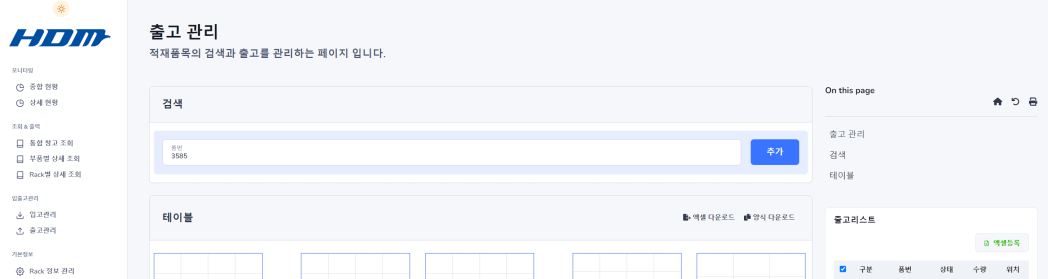 HDM
모니터링
종합 현황
상세 현황
조회 & 출력
통합 창고 조회
부품별 상세 조회
Rack별 상세 조회
입출고관리
입고관리
출고관리
기본정보
Rack 정보 관리
출고 관리
적재품목의 검색과 출고를 관리하는 페이지 입니다.
검색
품번
3585
추가
테이블
엑셀 다운로드 양식 다운로드
On this page
출고 관리
검색
테이블
출고리스트
엑셀등록
구분 품번 상태 수량 위치